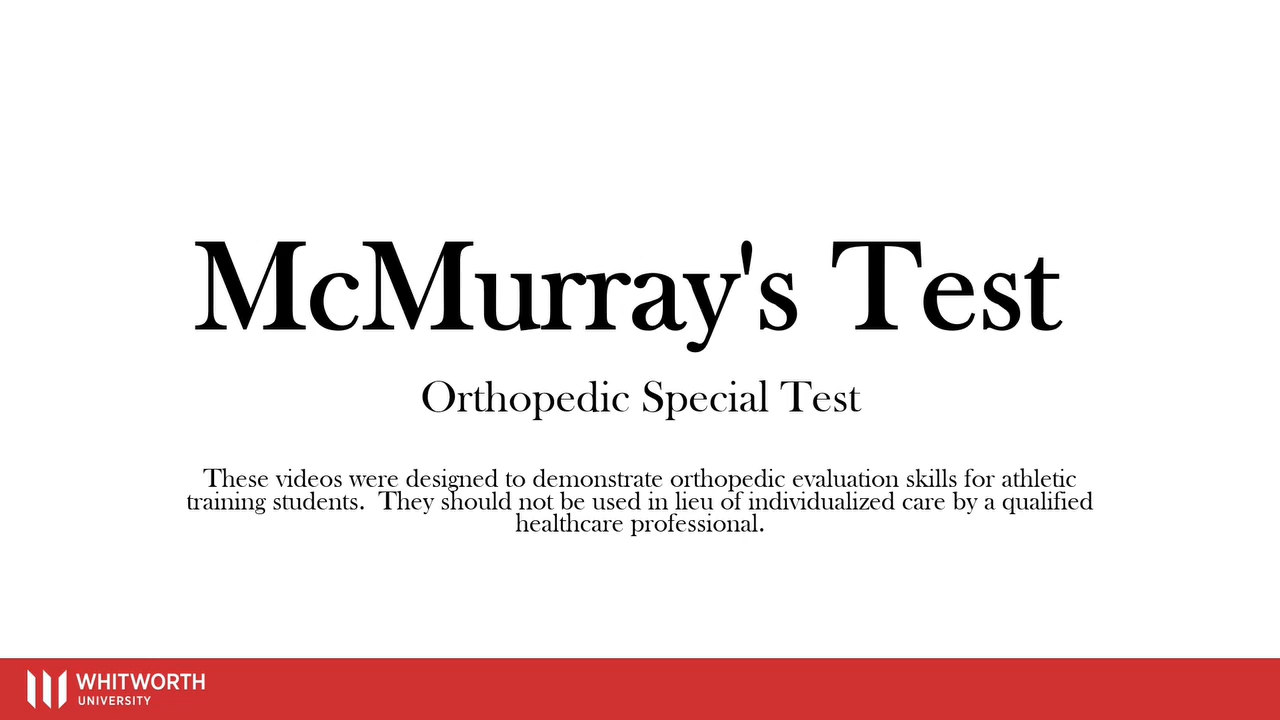 McMurray's Test
Orthopedic Special Test
These videos were designed to demonstrate orthopedic evaluation skills for athletic
training students.  They should not be used in lieu of individualized care by a qualified
healthcare professional.
WHITWORTH
UNIVERSITY